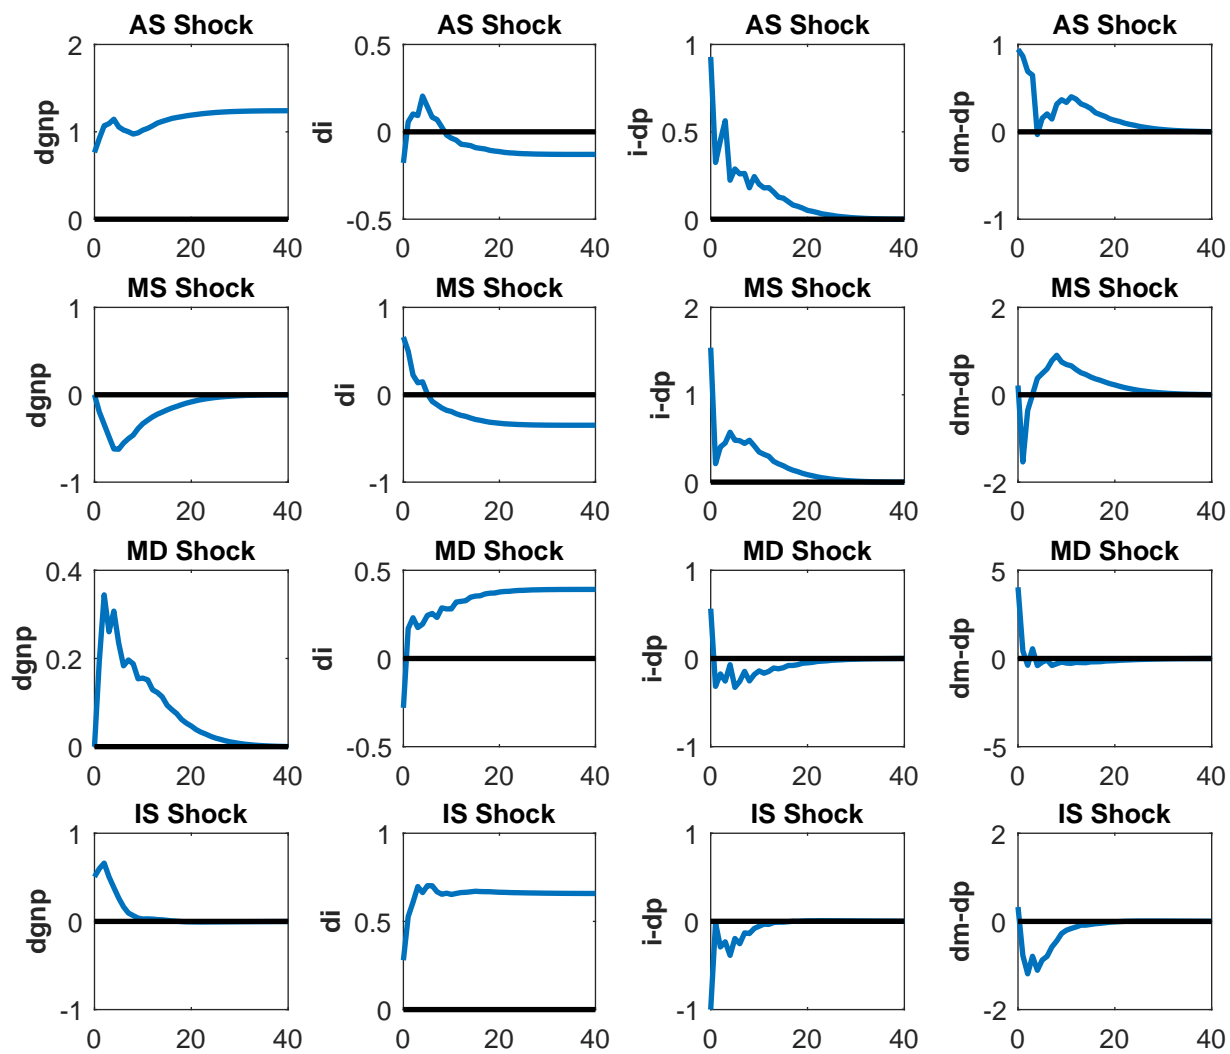 AS Shock AS Shock AS Shock AS Shock
2 0.5 1 1
dgnp 1 di 0 i-dp 0.5 dm-dp 0
0 -0.5 0 -1
0 20 40 0 20 40 0 20 40 0 20 40
MS Shock MS Shock MS Shock MS Shock
1 1 2 2
dgnp 0 di 0 i-dp 1 dm-dp 0
-1 -1 0 -2
0 20 40 0 20 40 0 20 40 0 20 40
MD Shock MD Shock MD Shock MD Shock
0.4 0.5 1 5
dgnp 0.2 di 0 i-dp 0 dm-dp 0
0 -0.5 -1 -5
0 20 40 0 20 40 0 20 40 0 20 40
IS Shock IS Shock IS Shock IS Shock
1 1 1 2
dgnp 0 di 0.5 i-dp 0 dm-dp 0
-1 0 -1 -2
0 20 40 0 20 40 0 20 40 0 20 40